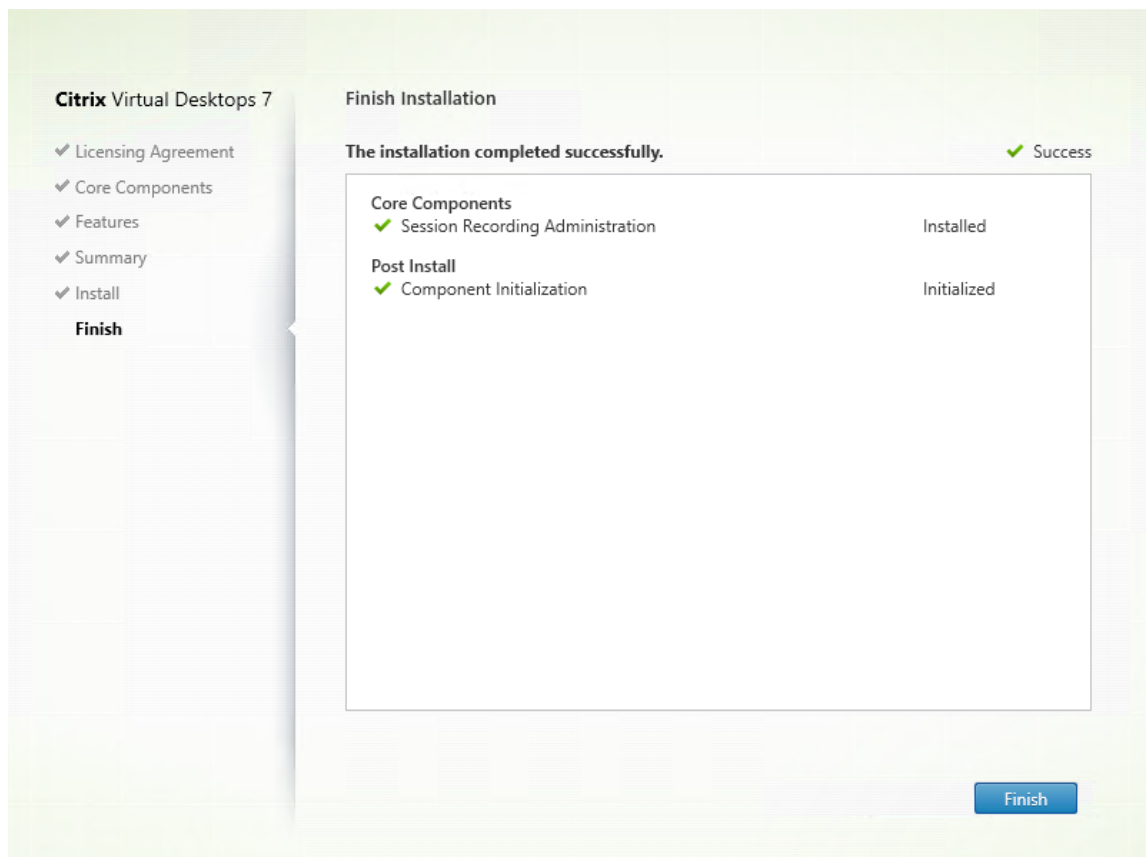 Citrix Virtual Desktops 7
Licensing Agreement
Core Components
Features
Summary
Install
Finish
Finish Installation
The installation completed successfully.
Success
Core Components
Session Recording Administration Installed
Post Install
Component Initialization Initialized
Finish